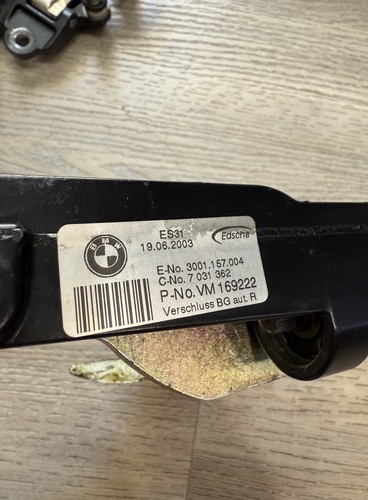 BMW
ES31
19.06.2003
Edscha
E-No. 3001.157.004
C-No. 7 031 362
P-No. VM 169222
Verschluss BG aut. R